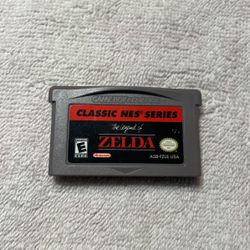 GAME BOY ADVANCE
CLASSIC NES SERIES
The Legend of
ZELDA
E
Nintendo
AGB-FZLE-USA